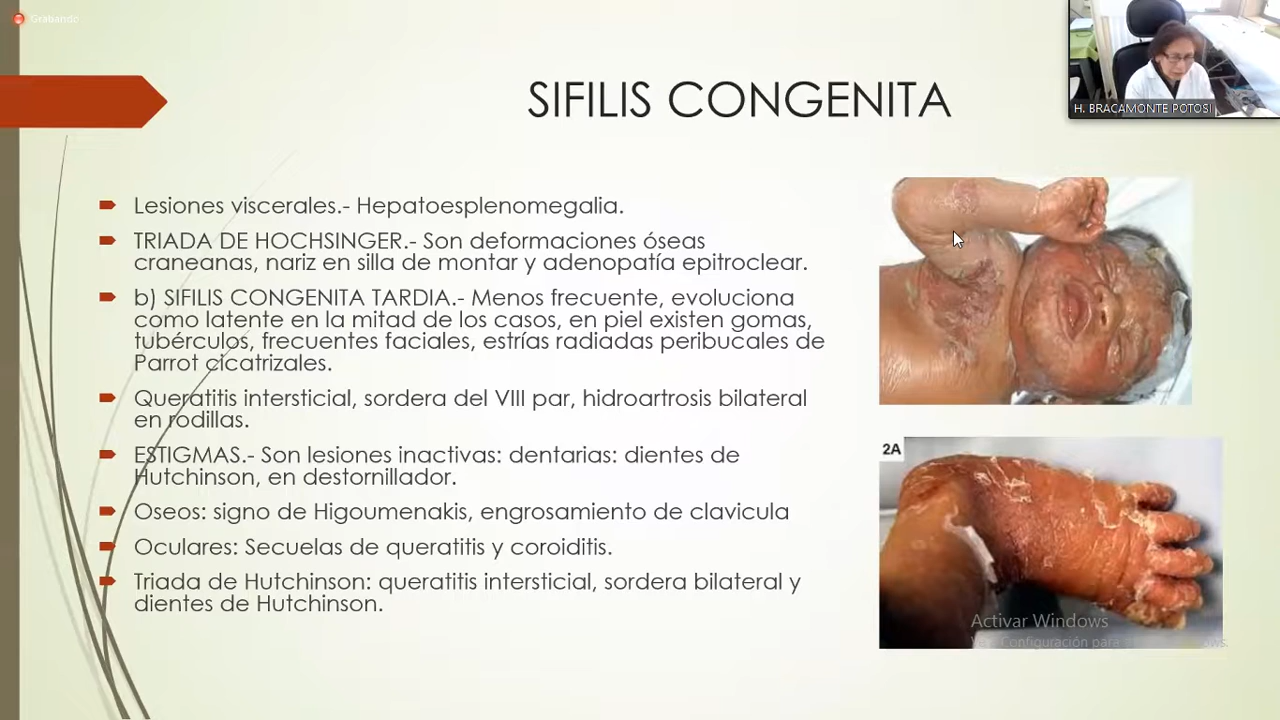 Grabando
H. BRACAMONTE POTOSI
SIFILIS CONGENITA
Lesiones viscerales.- Hepatoesplenomegalia.
TRIADA DE HOCHSINGER.- Son deformaciones óseas
craneanas, nariz en silla de montar y adenopatía epitroclear.
b) SIFILIS CONGENITA TARDIA.- Menos frecuente, evoluciona
como latente en la mitad de los casos, en piel existen gomas,
tubérculos, frecuentes faciales, estrías radiadas peribucales de
Parrot cicatrizales.
Queratitis intersticial, sordera del VIII par, hidroartrosis bilateral
en rodillas.
ESTIGMAS.- Son lesiones inactivas: dentarias: dientes de
Hutchinson, en destornillador.
Oseos: signo de Higoumenakis, engrosamiento de clavicula
Oculares: Secuelas de queratitis y coroiditis.
Triada de Hutchinson: queratitis intersticial, sordera bilateral y
dientes de Hutchinson.
2A
Activar Windows
Configuración para